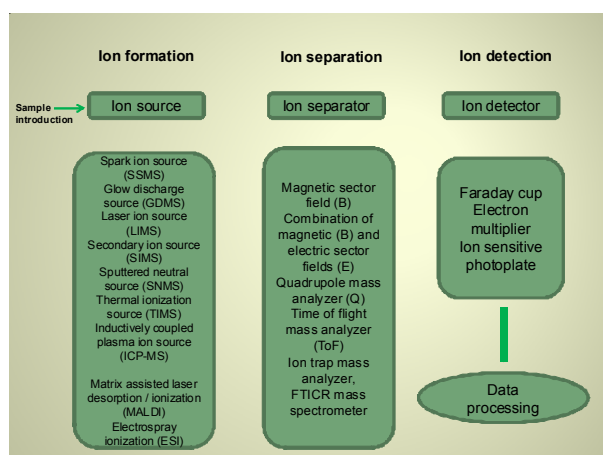 Ion formation
Ion separation
Ion detection
Sample
introduction
Ion source
Ion separator
Ion detector
Spark ion source
(SSMS)
Glow discharge
source (GDMS)
Laser ion source
(LIMS)
Secondary ion source
(SIMS)
Sputtered neutral
source (SNMS)
Thermal ionization
source (TIMS)
Inductively coupled
plasma ion source
(ICP-MS)
Matrix assisted laser
desorption / ionization
(MALDI)
Electrospray
ionization (ESI)
Magnetic sector
field (B)
Combination of
magnetic (B) and
electric sector
fields (E)
Quadrupole mass
analyzer (Q)
Time of flight
mass analyzer
(ToF)
Ion trap mass
analyzer,
FTICR mass
spectrometer
Faraday cup
Electron
multiplier
Ion sensitive
photoplate
Data
processing